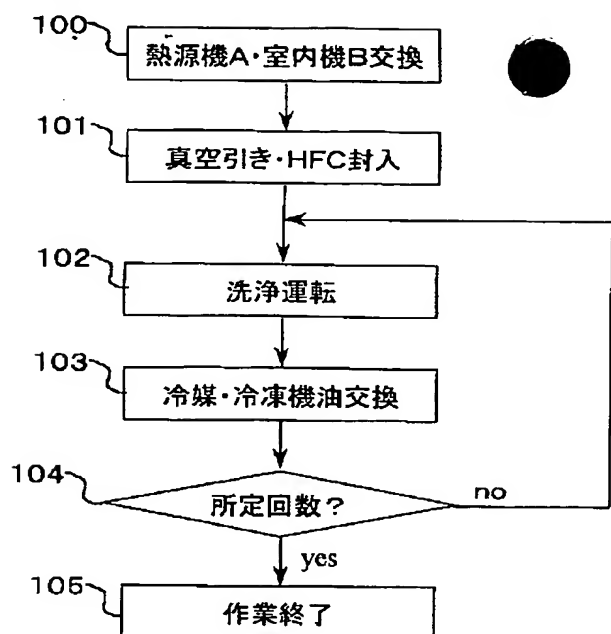 100
熱源機A・室内機B交換
101
真空引き・HFC封入
102
洗浄運転
103
冷媒・冷凍機油交換
104
所定回数？
no
yes
105
作業終了